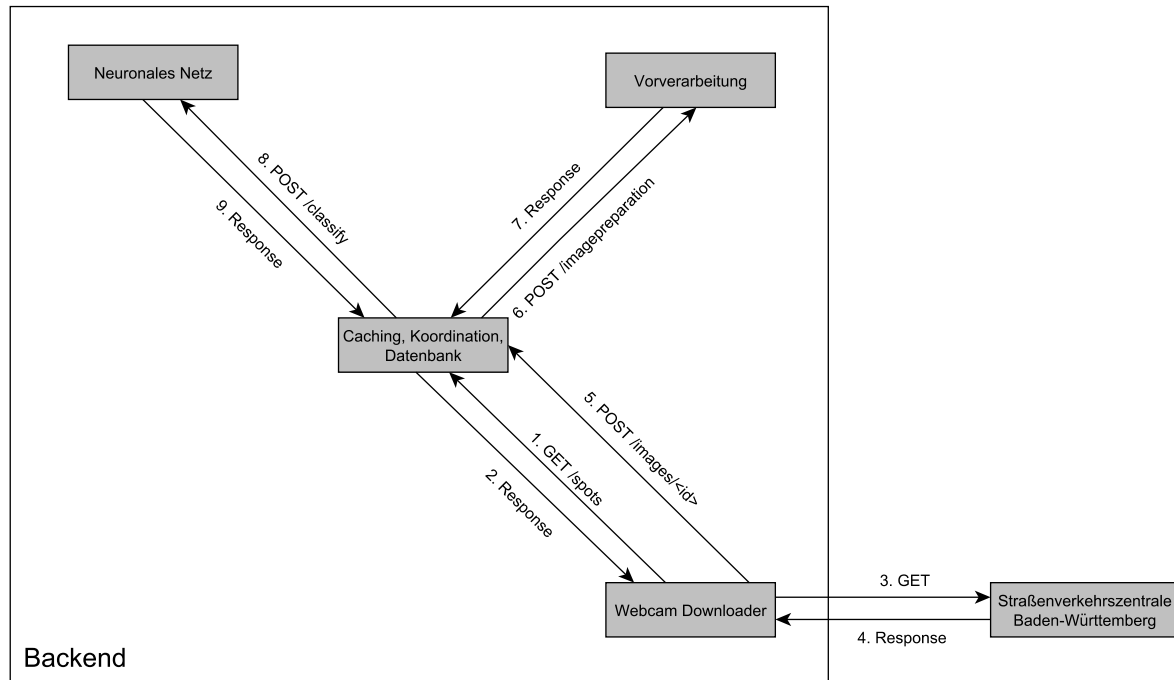 Neuronales Netz
Vorverarbeitung
8. POST /classify
9. Response
7. Response
6. POST /imagepreparation
Caching, Koordination,
Datenbank
5. POST /images/<id>
1. GET /spots
2. Response
Webcam Downloader
3. GET
4. Response
Straßenverkehrszentrale
Baden-Württemberg
Backend